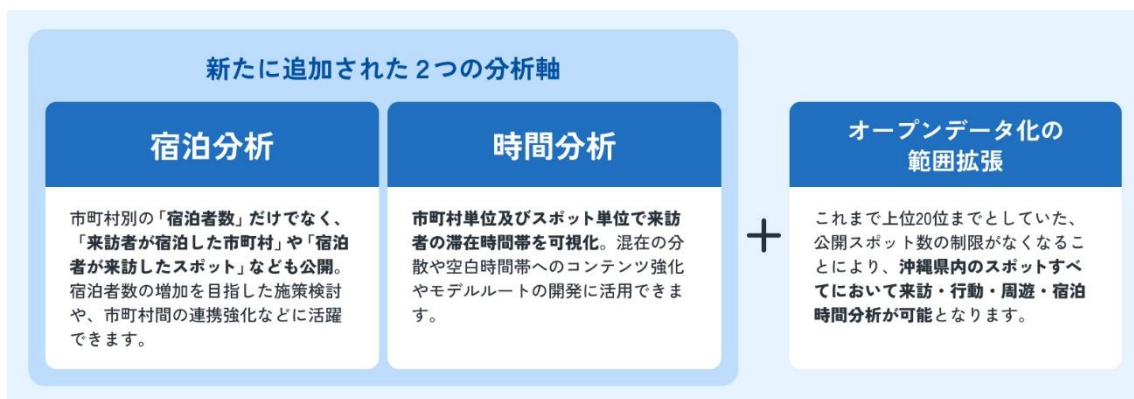 新たに追加された2つの分析軸
宿泊分析
市町村別の「宿泊者数」だけでなく、
「来訪者が宿泊した市町村」や「宿泊
者が来訪したスポット」なども公開。
宿泊者数の増加を目指した施策検討
や、市町村間の連携強化などに活躍
できます。
時間分析
市町村単位及びスポット単位で来訪
者の滞在時間帯を可視化。混在の分
散や空白時間帯へのコンテンツ強化
やモデルルートの開発に活用できま
す。
+
オープンデータ化の
範囲拡張
これまで上位20位までとしていた、
公開スポット数の制限がなくなるこ
とにより、沖縄県内のスポットすべ
てにおいて来訪・行動・周遊・宿泊
時間分析が可能となります。